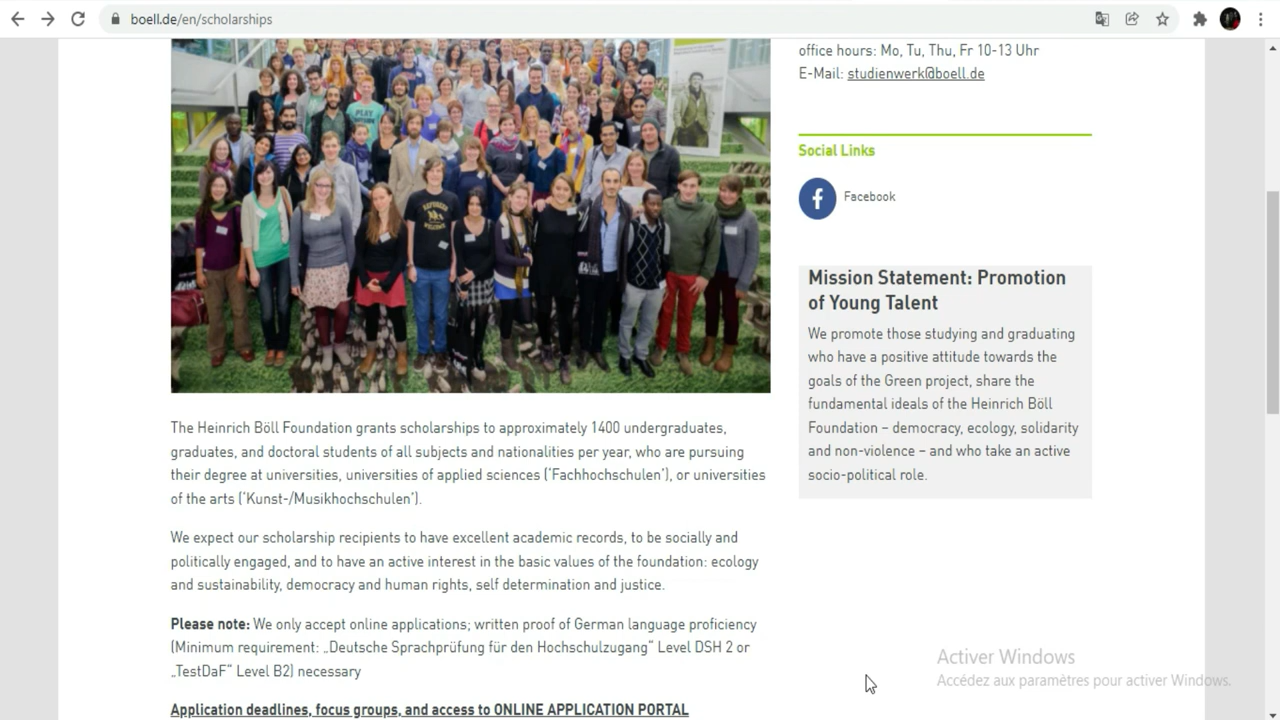 boell.de/en/scholarships
office hours: Mo, Tu, Thu, Fr 10-13 Uhr
E-Mail: studienwerk@boell.de
Social Links
Facebook
Mission Statement: Promotion
of Young Talent
We promote those studying and graduating
who have a positive attitude towards the
goals of the Green project, share the
fundamental ideals of the Heinrich Böll
Foundation – democracy, ecology, solidarity
and non-violence – and who take an active
socio-political role.
The Heinrich Böll Foundation grants scholarships to approximately 1400 undergraduates,
graduates, and doctoral students of all subjects and nationalities per year, who are pursuing
their degree at universities, universities of applied sciences (‘Fachhochschulen’), or universities
of the arts (‘Kunst-/Musikhochschulen’).
We expect our scholarship recipients to have excellent academic records, to be socially and
politically engaged, and to have an active interest in the basic values of the foundation: ecology
and sustainability, democracy and human rights, self determination and justice.
Please note: We only accept online applications; written proof of German language proficiency
(Minimum requirement: „Deutsche Sprachprüfung für den Hochschulzugang“ Level DSH 2 or
„TestDaF“ Level B2) necessary
Application deadlines, focus groups, and access to ONLINE APPLICATION PORTAL
Activer Windows
Accédez aux paramètres pour activer Windows.